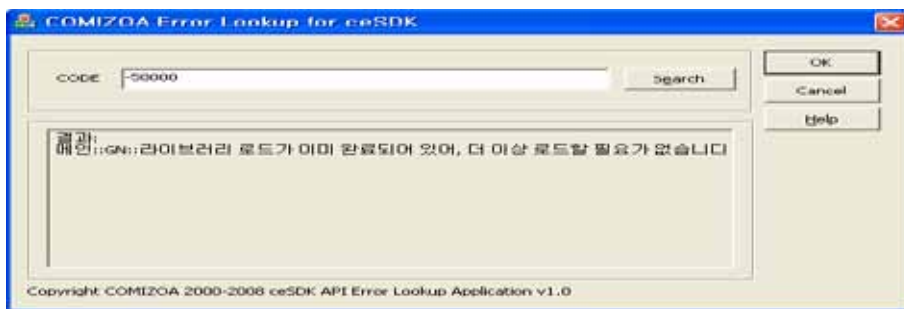 COMIZOA Error Lookup for ceSDK
CODE -50000 Search
OK
Cancel
Help
결과:
메인::GN::라이브러리 로드가 이미 완료되어 있어, 더 이상 로드할 필요가 없습니다
Copyright COMIZOA 2000-2008 ceSDK API Error Lookup Application v1.0